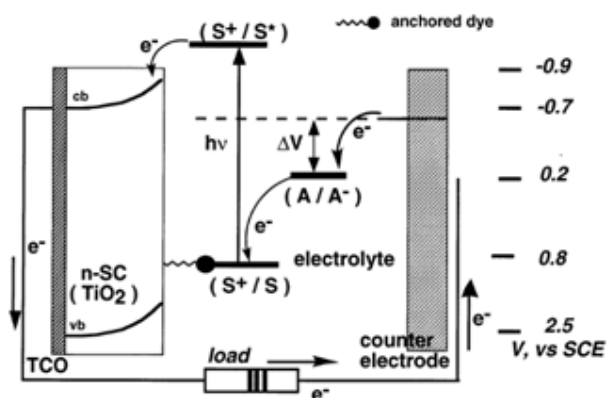 ( S⁺ / S* )
anchored dye
e⁻
cb
hν
ΔV
e⁻
( A / A⁻ )
e⁻
e⁻
n-SC
( TiO₂ )
electrolyte
( S⁺ / S )
vb
TCO
load
e⁻
counter
electrode
e⁻
-0.9
-0.7
0.2
0.8
2.5
V, vs SCE